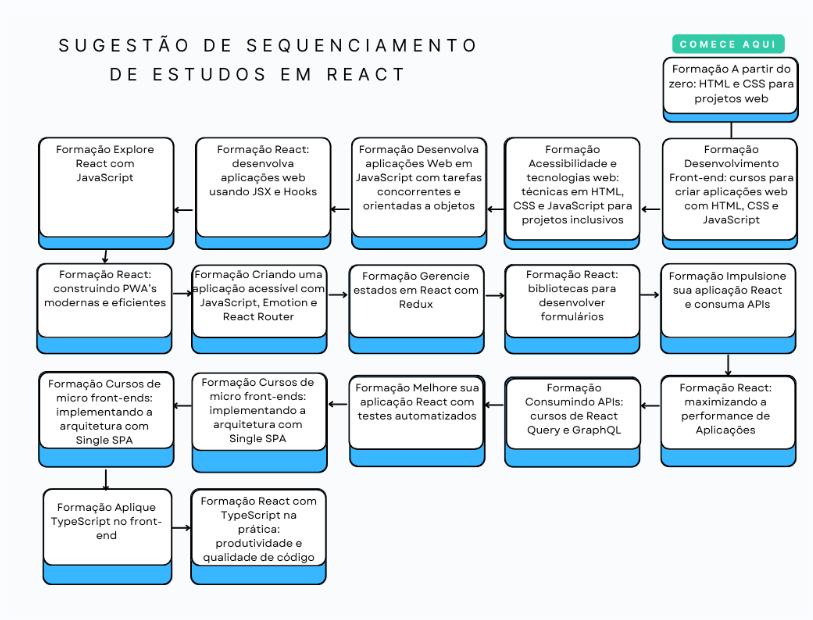 SUGESTÃO DE SEQUENCIAMENTO
DE ESTUDOS EM REACT
COMECE AQUI
Formação A partir do
zero: HTML e CSS para
projetos web
Formação
Desenvolvimento
Front-end: cursos para
criar aplicações web
com HTML, CSS e
JavaScript
Formação
Acessibilidade e
tecnologias web:
técnicas em HTML,
CSS e JavaScript para
projetos inclusivos
Formação Desenvolva
aplicações Web em
JavaScript com tarefas
concorrentes e
orientadas a objetos
Formação React:
desenvolva
aplicações web
usando JSX e Hooks
Formação Explore
React com
JavaScript
Formação React:
construindo PWA's
modernas e eficientes
Formação Criando uma
aplicação acessível com
JavaScript, Emotion e
React Router
Formação Gerencie
estados em React com
Redux
Formação React:
bibliotecas para
desenvolver
formulários
Formação Impulsione
sua aplicação React
e consuma APIs
Formação React:
maximizando a
performance de
Aplicações
Formação
Consumindo APIs:
cursos de React
Query e GraphQL
Formação Melhore sua
aplicação React com
testes automatizados
Formação Cursos de
micro front-ends:
implementando a
arquitetura com
Single SPA
Formação Cursos de
micro front-ends:
implementando a
arquitetura com
Single SPA
Formação Aplique
TypeScript no front-
end
Formação React com
TypeScript na
prática:
produtividade e
qualidade de código